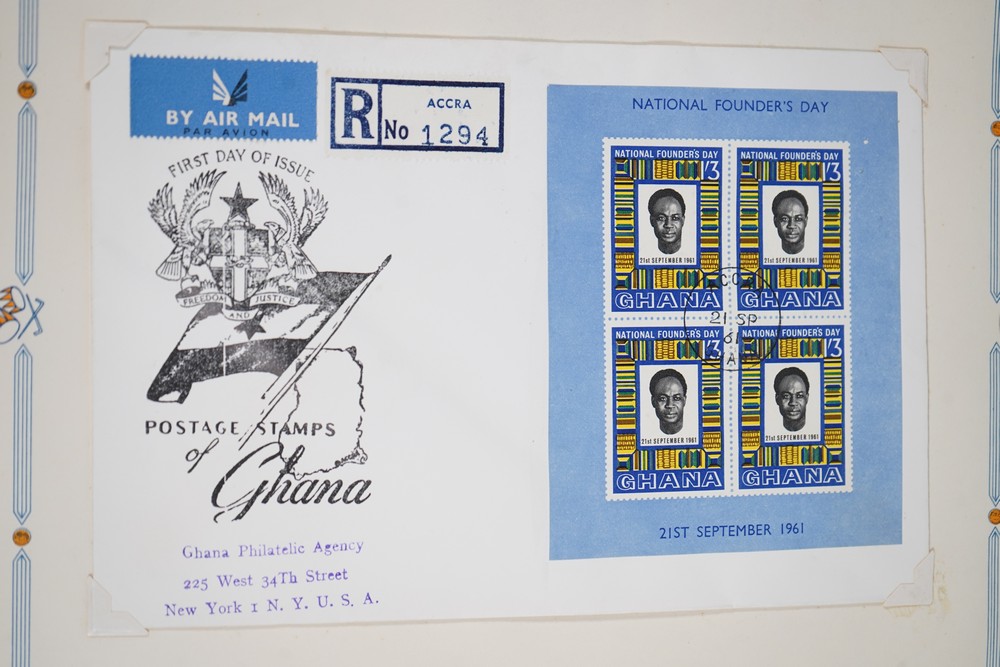 BY AIR MAIL
PAR AVION
R
ACCRA
No 1294
FIRST DAY OF ISSUE
FREEDOM AND JUSTICE
POSTAGE STAMPS
of
Ghana
Ghana Philatelic Agency
225 West 34Th Street
New York 1 N. Y. U. S. A.
NATIONAL FOUNDER'S DAY
NATIONAL FOUNDER'S DAY
1/3
21st SEPTEMBER 1961
GHANA
NATIONAL FOUNDER'S DAY
1/3
21st SEPTEMBER 1961
GHANA
ACCRA
21 SP
61
GHANA
NATIONAL FOUNDER'S DAY
1/3
21st SEPTEMBER 1961
GHANA
NATIONAL FOUNDER'S DAY
1/3
21st SEPTEMBER 1961
GHANA
21ST SEPTEMBER 1961